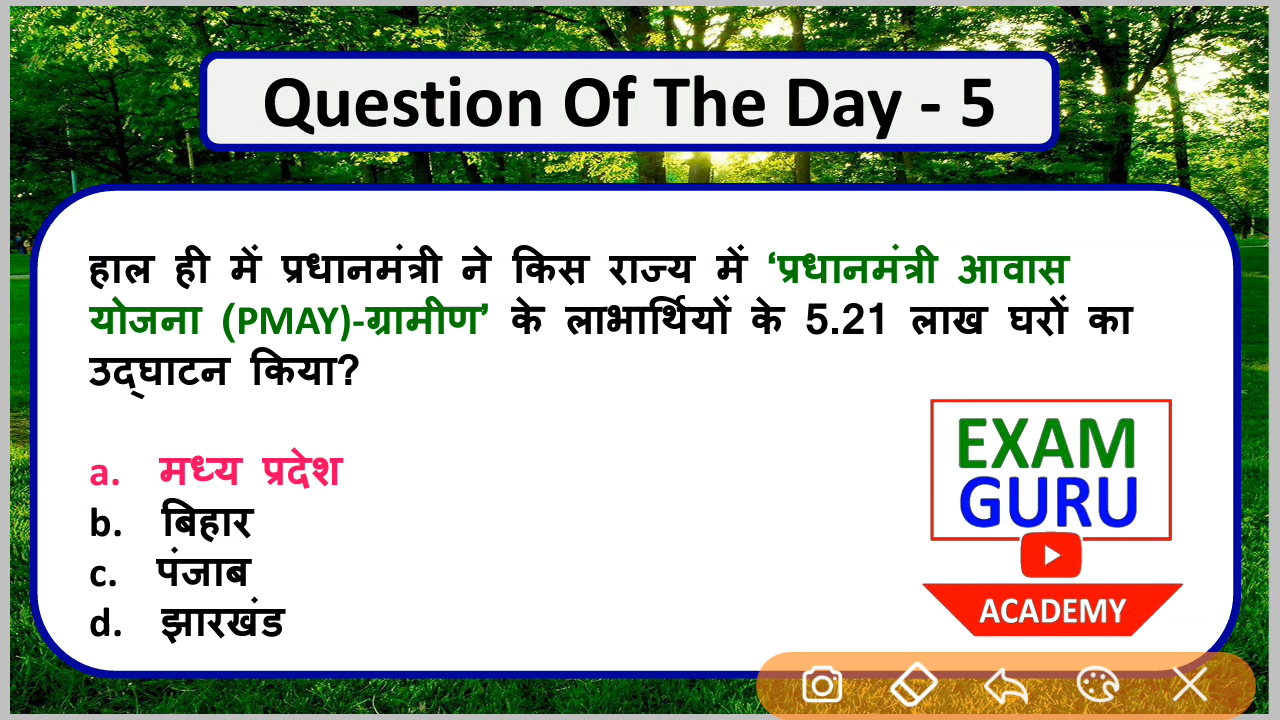 Question Of The Day - 5
हाल ही में प्रधानमंत्री ने किस राज्य में ‘प्रधानमंत्री आवास
योजना (PMAY)-ग्रामीण’ के लाभार्थियों के 5.21 लाख घरों का
उद्घाटन किया?
a. मध्य प्रदेश
b. बिहार
c. पंजाब
d. झारखंड
EXAM
GURU
ACADEMY